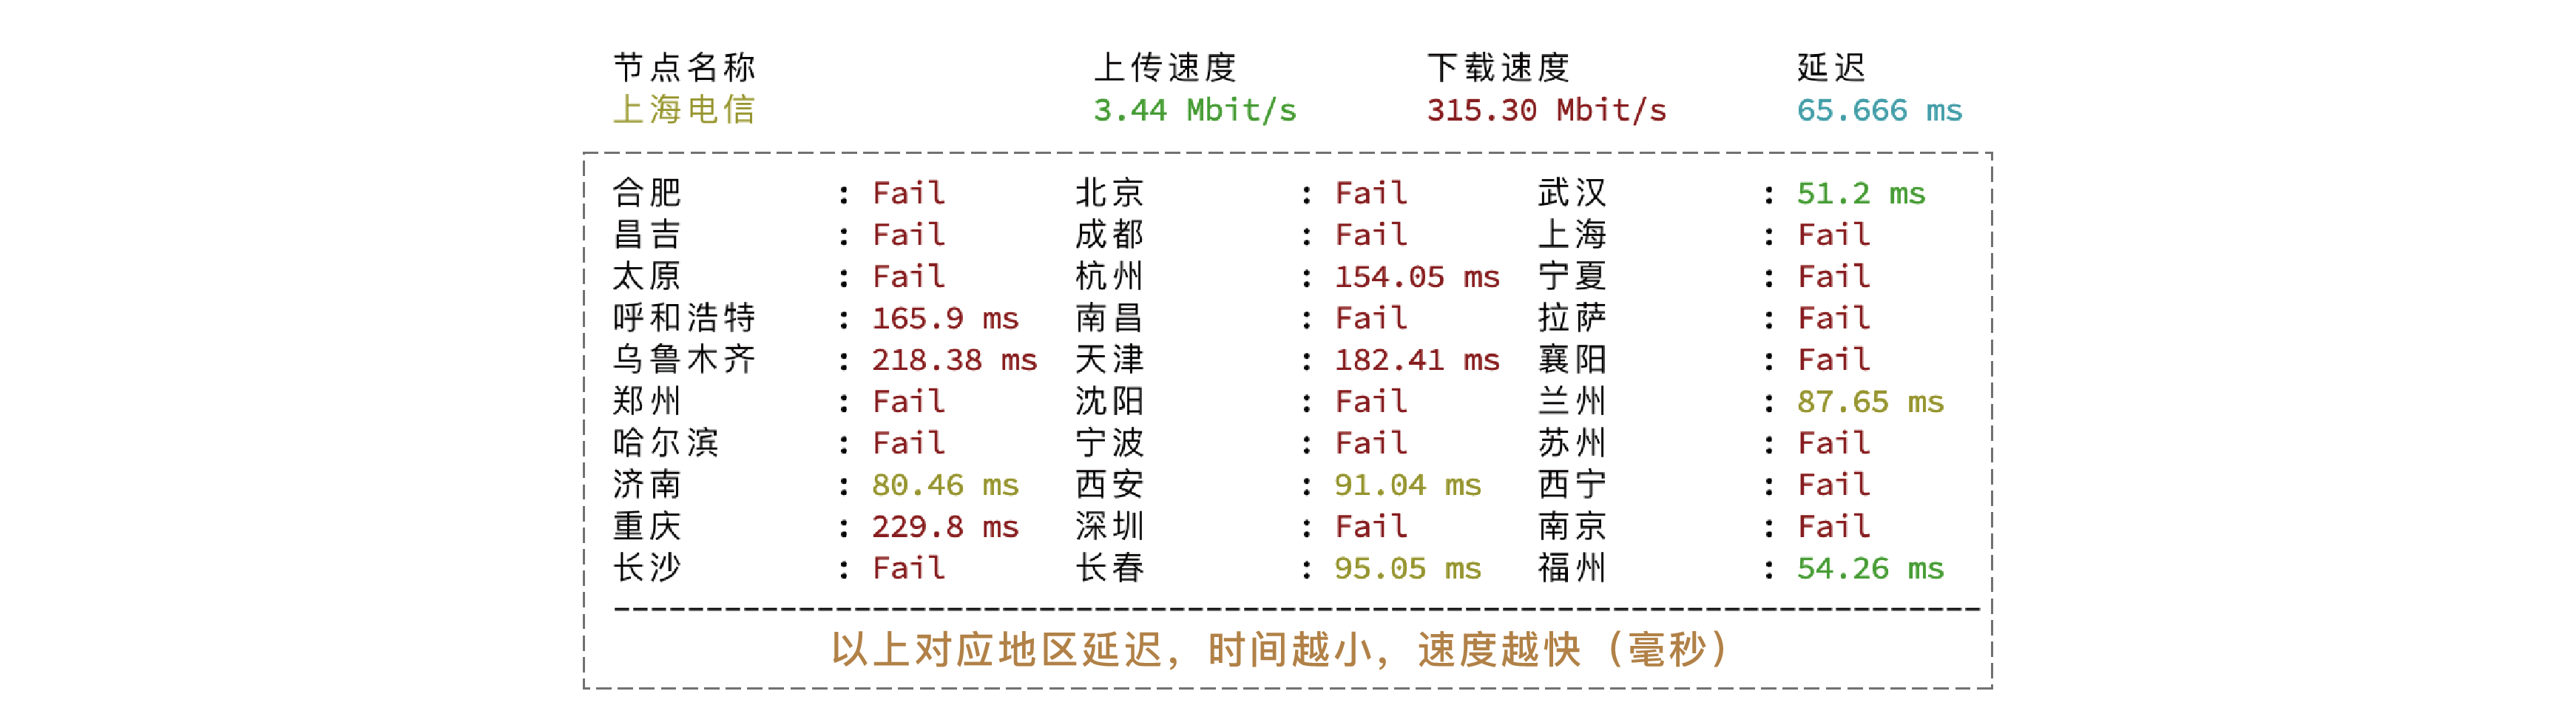 节点名称 上传速度 下载速度 延迟
上海电信 3.44 Mbit/s 315.30 Mbit/s 65.666 ms
合肥 : Fail 北京 : Fail 武汉 : 51.2 ms
昌吉 : Fail 成都 : Fail 上海 : Fail
太原 : Fail 杭州 : 154.05 ms 宁夏 : Fail
呼和浩特 : 165.9 ms 南昌 : Fail 拉萨 : Fail
乌鲁木齐 : 218.38 ms 天津 : 182.41 ms 襄阳 : Fail
郑州 : Fail 沈阳 : Fail 兰州 : 87.65 ms
哈尔滨 : Fail 宁波 : Fail 苏州 : Fail
济南 : 80.46 ms 西安 : 91.04 ms 西宁 : Fail
重庆 : 229.8 ms 深圳 : Fail 南京 : Fail
长沙 : Fail 长春 : 95.05 ms 福州 : 54.26 ms
以上对应地区延迟，时间越小，速度越快（毫秒）